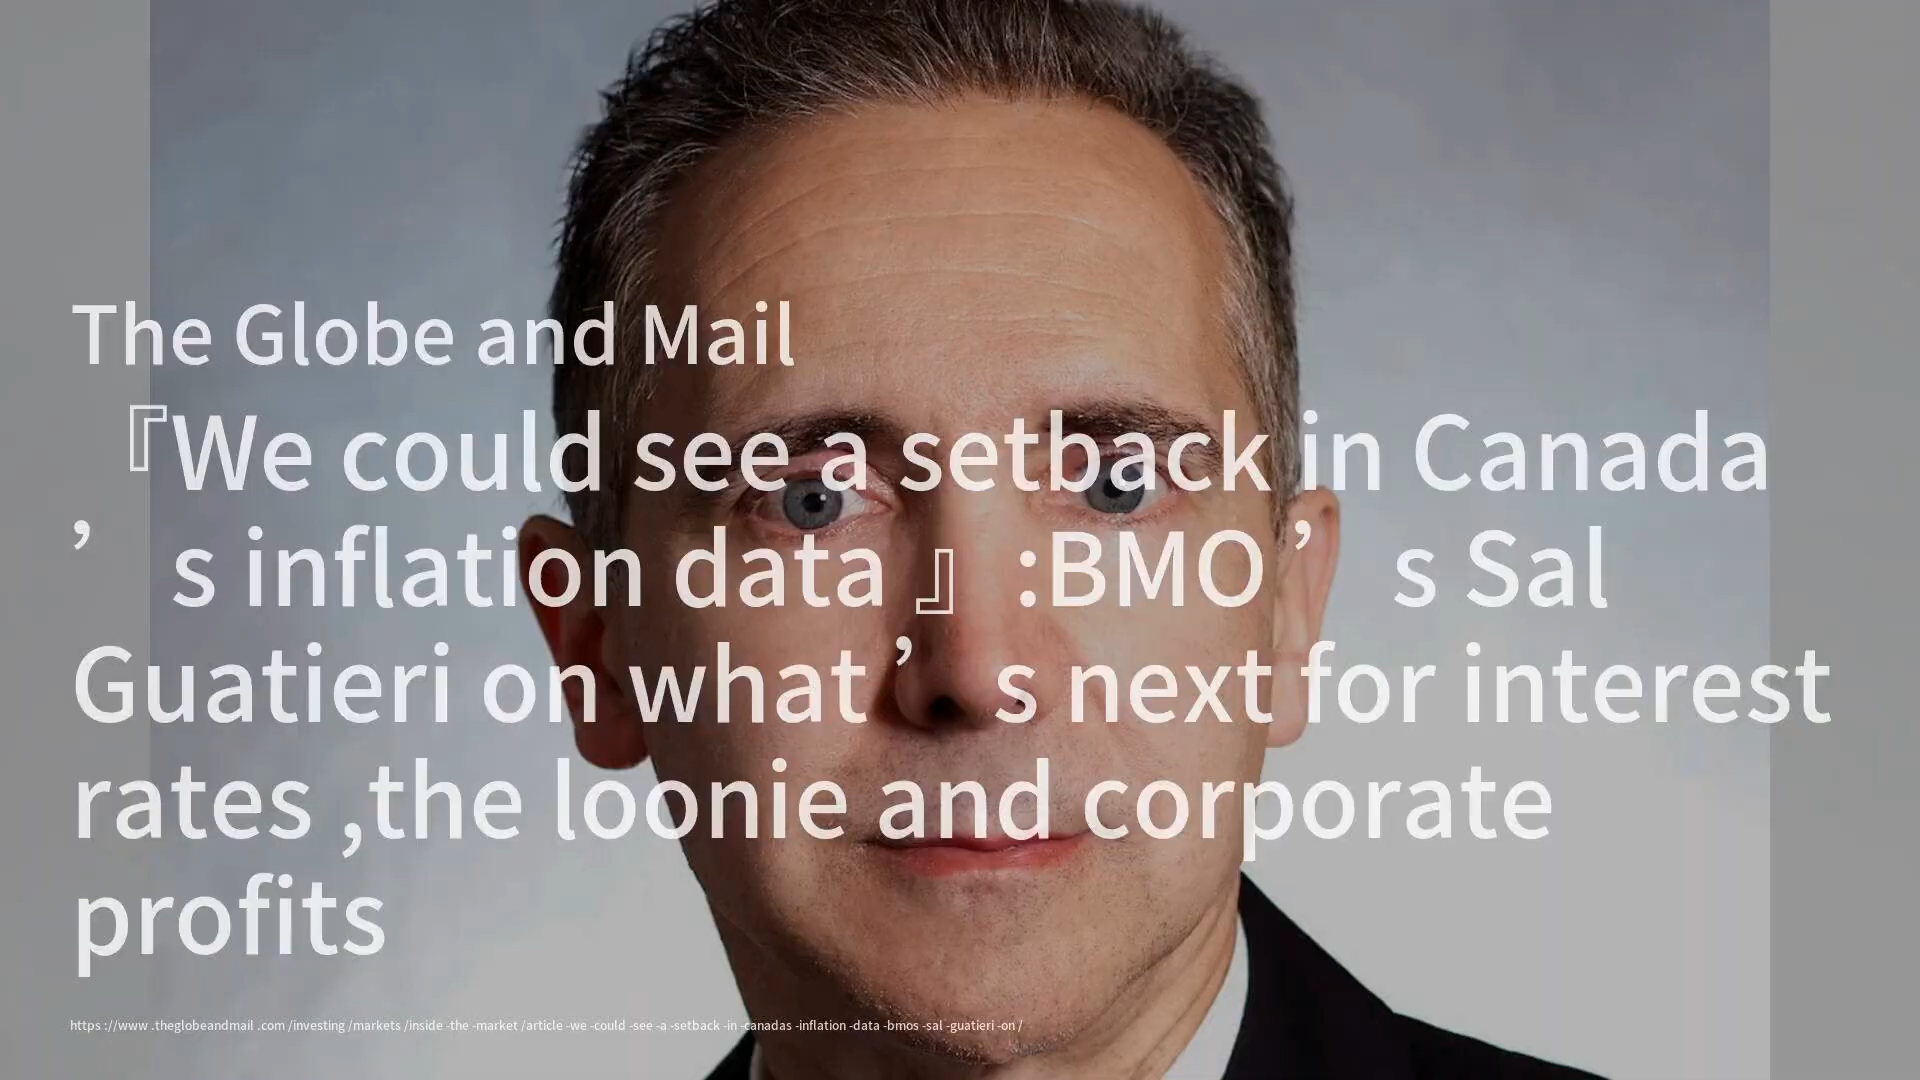 The Globe and Mail
『We could see a setback in Canada
’s inflation data 』:BMO’s Sal
Guatieri on what’s next for interest
rates ,the loonie and corporate
profits
https ://www .theglobeandmail .com /investing /markets /inside -the -market /article -we -could -see -a -setback -in -canadas -inflation -data -bmos -sal -guatieri -on /